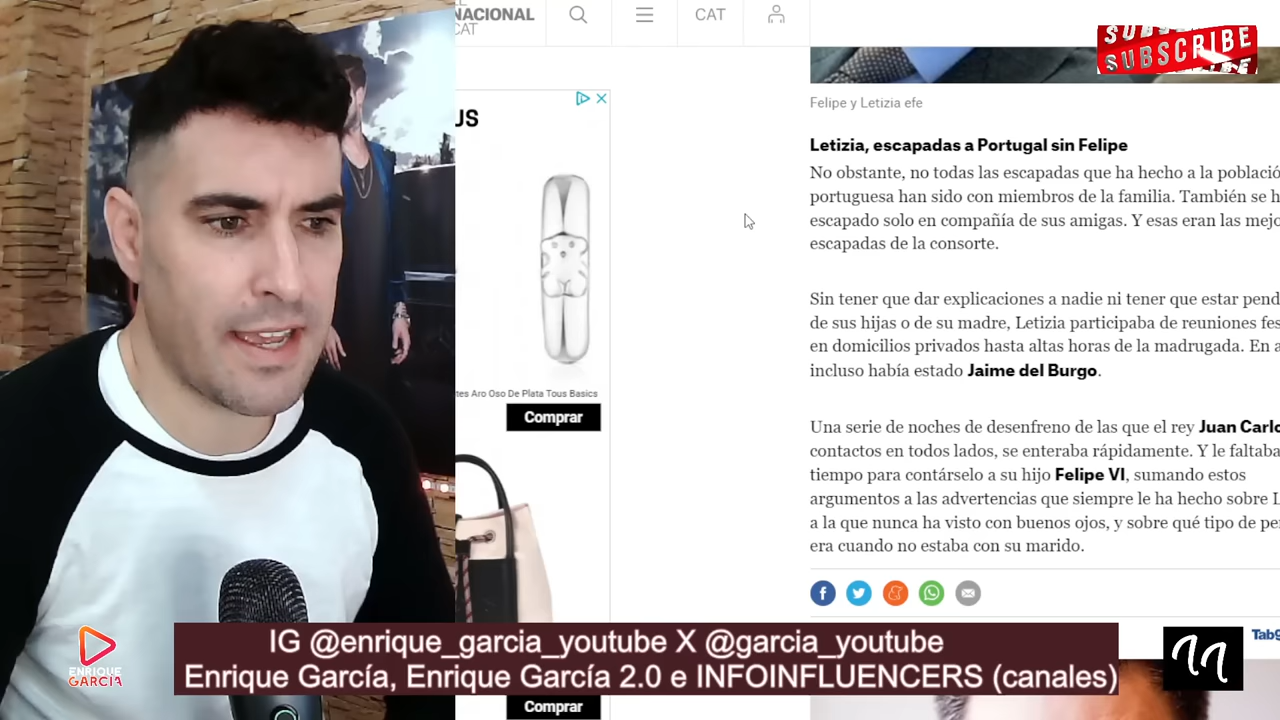 NACIONAL
CAT
CAT
SUBSCRIBE
Felipe y Letizia efe
Letizia, escapadas a Portugal sin Felipe
No obstante, no todas las escapadas que ha hecho a la població
portuguesa han sido con miembros de la familia. También se h
escapado solo en compañía de sus amigas. Y esas eran las mejo
escapadas de la consorte.
Sin tener que dar explicaciones a nadie ni tener que estar pend
de sus hijas o de su madre, Letizia participaba de reuniones fes
en domicilios privados hasta altas horas de la madrugada. En a
incluso había estado Jaime del Burgo.
Una serie de noches de desenfreno de las que el rey Juan Carlo
contactos en todos lados, se enteraba rápidamente. Y le faltaba
tiempo para contárselo a su hijo Felipe VI, sumando estos
argumentos a las advertencias que siempre le ha hecho sobre L
a la que nunca ha visto con buenos ojos, y sobre qué tipo de pe
era cuando no estaba con su marido.
US
tes Aro Oso De Plata Tous Basics
Comprar
Comprar
ENRIQUE
GARCÍA
IG @enrique_garcia_youtube X @garcia_youtube
Enrique García, Enrique García 2.0 e INFOINFLUENCERS (canales)